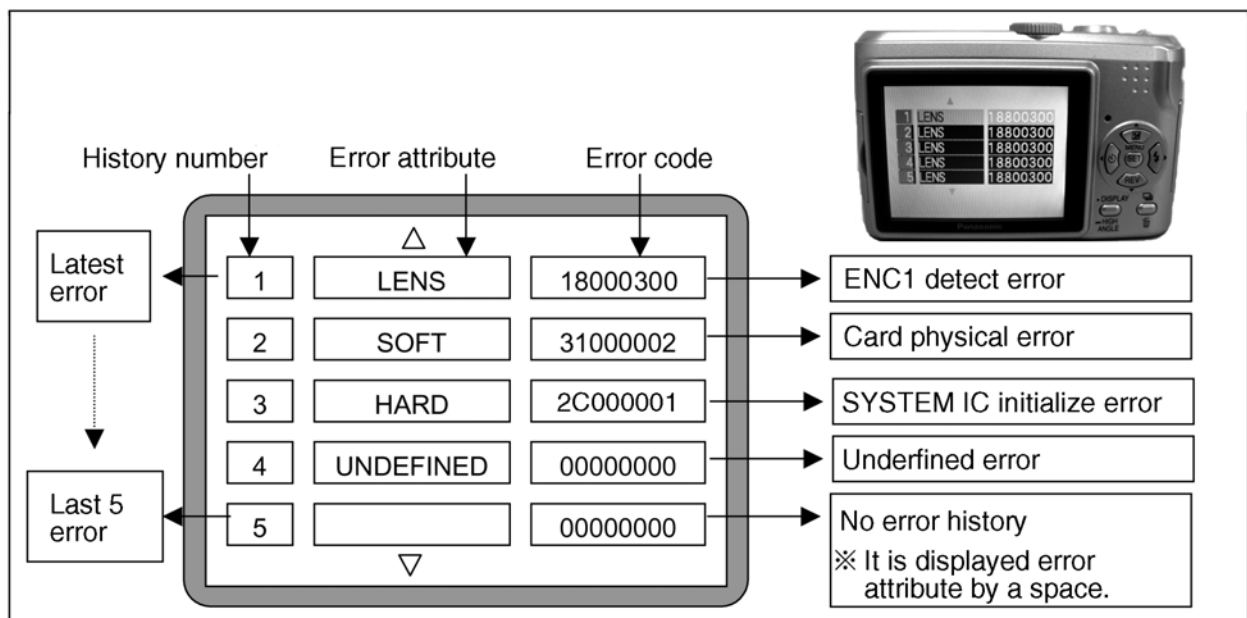 1 LENS 18800300
2 LENS 18800300
3 LENS 18800300
4 LENS 18800300
5 LENS 18800300
MENU
SET
REV
DISPLAY
HIGH
ANGLE
Panasonic
History number Error attribute Error code
Latest
error
1 LENS 18000300 ENC1 detect error
2 SOFT 31000002 Card physical error
3 HARD 2C000001 SYSTEM IC initialize error
4 UNDEFINED 00000000 Underfined error
Last 5
error
5 00000000 No error history
※ It is displayed error
attribute by a space.